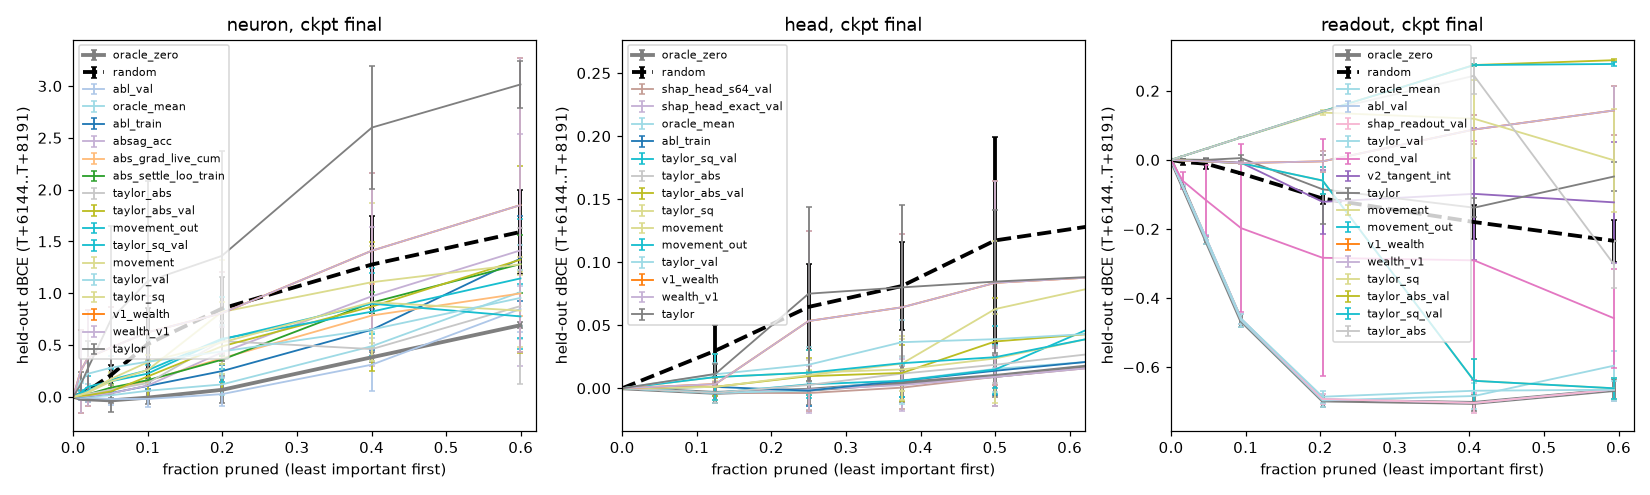 neuron, ckpt final
held-out dBCE (T+6144..T+8191)
3.0
2.5
2.0
1.5
1.0
0.5
0.0
oracle_zero
random
abl_val
oracle_mean
abl_train
absag_acc
abs_grad_live_cum
abs_settle_loo_train
taylor_abs
taylor_abs_val
movement_out
taylor_sq_val
movement
taylor_val
taylor_sq
v1_wealth
wealth_v1
taylor
0.0 0.1 0.2 0.3 0.4 0.5 0.6
fraction pruned (least important first)
head, ckpt final
held-out dBCE (T+6144..T+8191)
0.25
0.20
0.15
0.10
0.05
0.00
oracle_zero
random
shap_head_s64_val
shap_head_exact_val
oracle_mean
abl_train
taylor_sq_val
taylor_abs
taylor_abs_val
taylor_sq
movement
movement_out
taylor_val
v1_wealth
wealth_v1
taylor
0.0 0.1 0.2 0.3 0.4 0.5 0.6
fraction pruned (least important first)
readout, ckpt final
held-out dBCE (T+6144..T+8191)
0.2
0.0
−0.2
−0.4
−0.6
oracle_zero
random
oracle_mean
abl_val
shap_readout_val
taylor_val
cond_val
v2_tangent_int
taylor
movement
movement_out
v1_wealth
wealth_v1
taylor_sq
taylor_abs_val
taylor_sq_val
taylor_abs
0.0 0.1 0.2 0.3 0.4 0.5 0.6
fraction pruned (least important first)